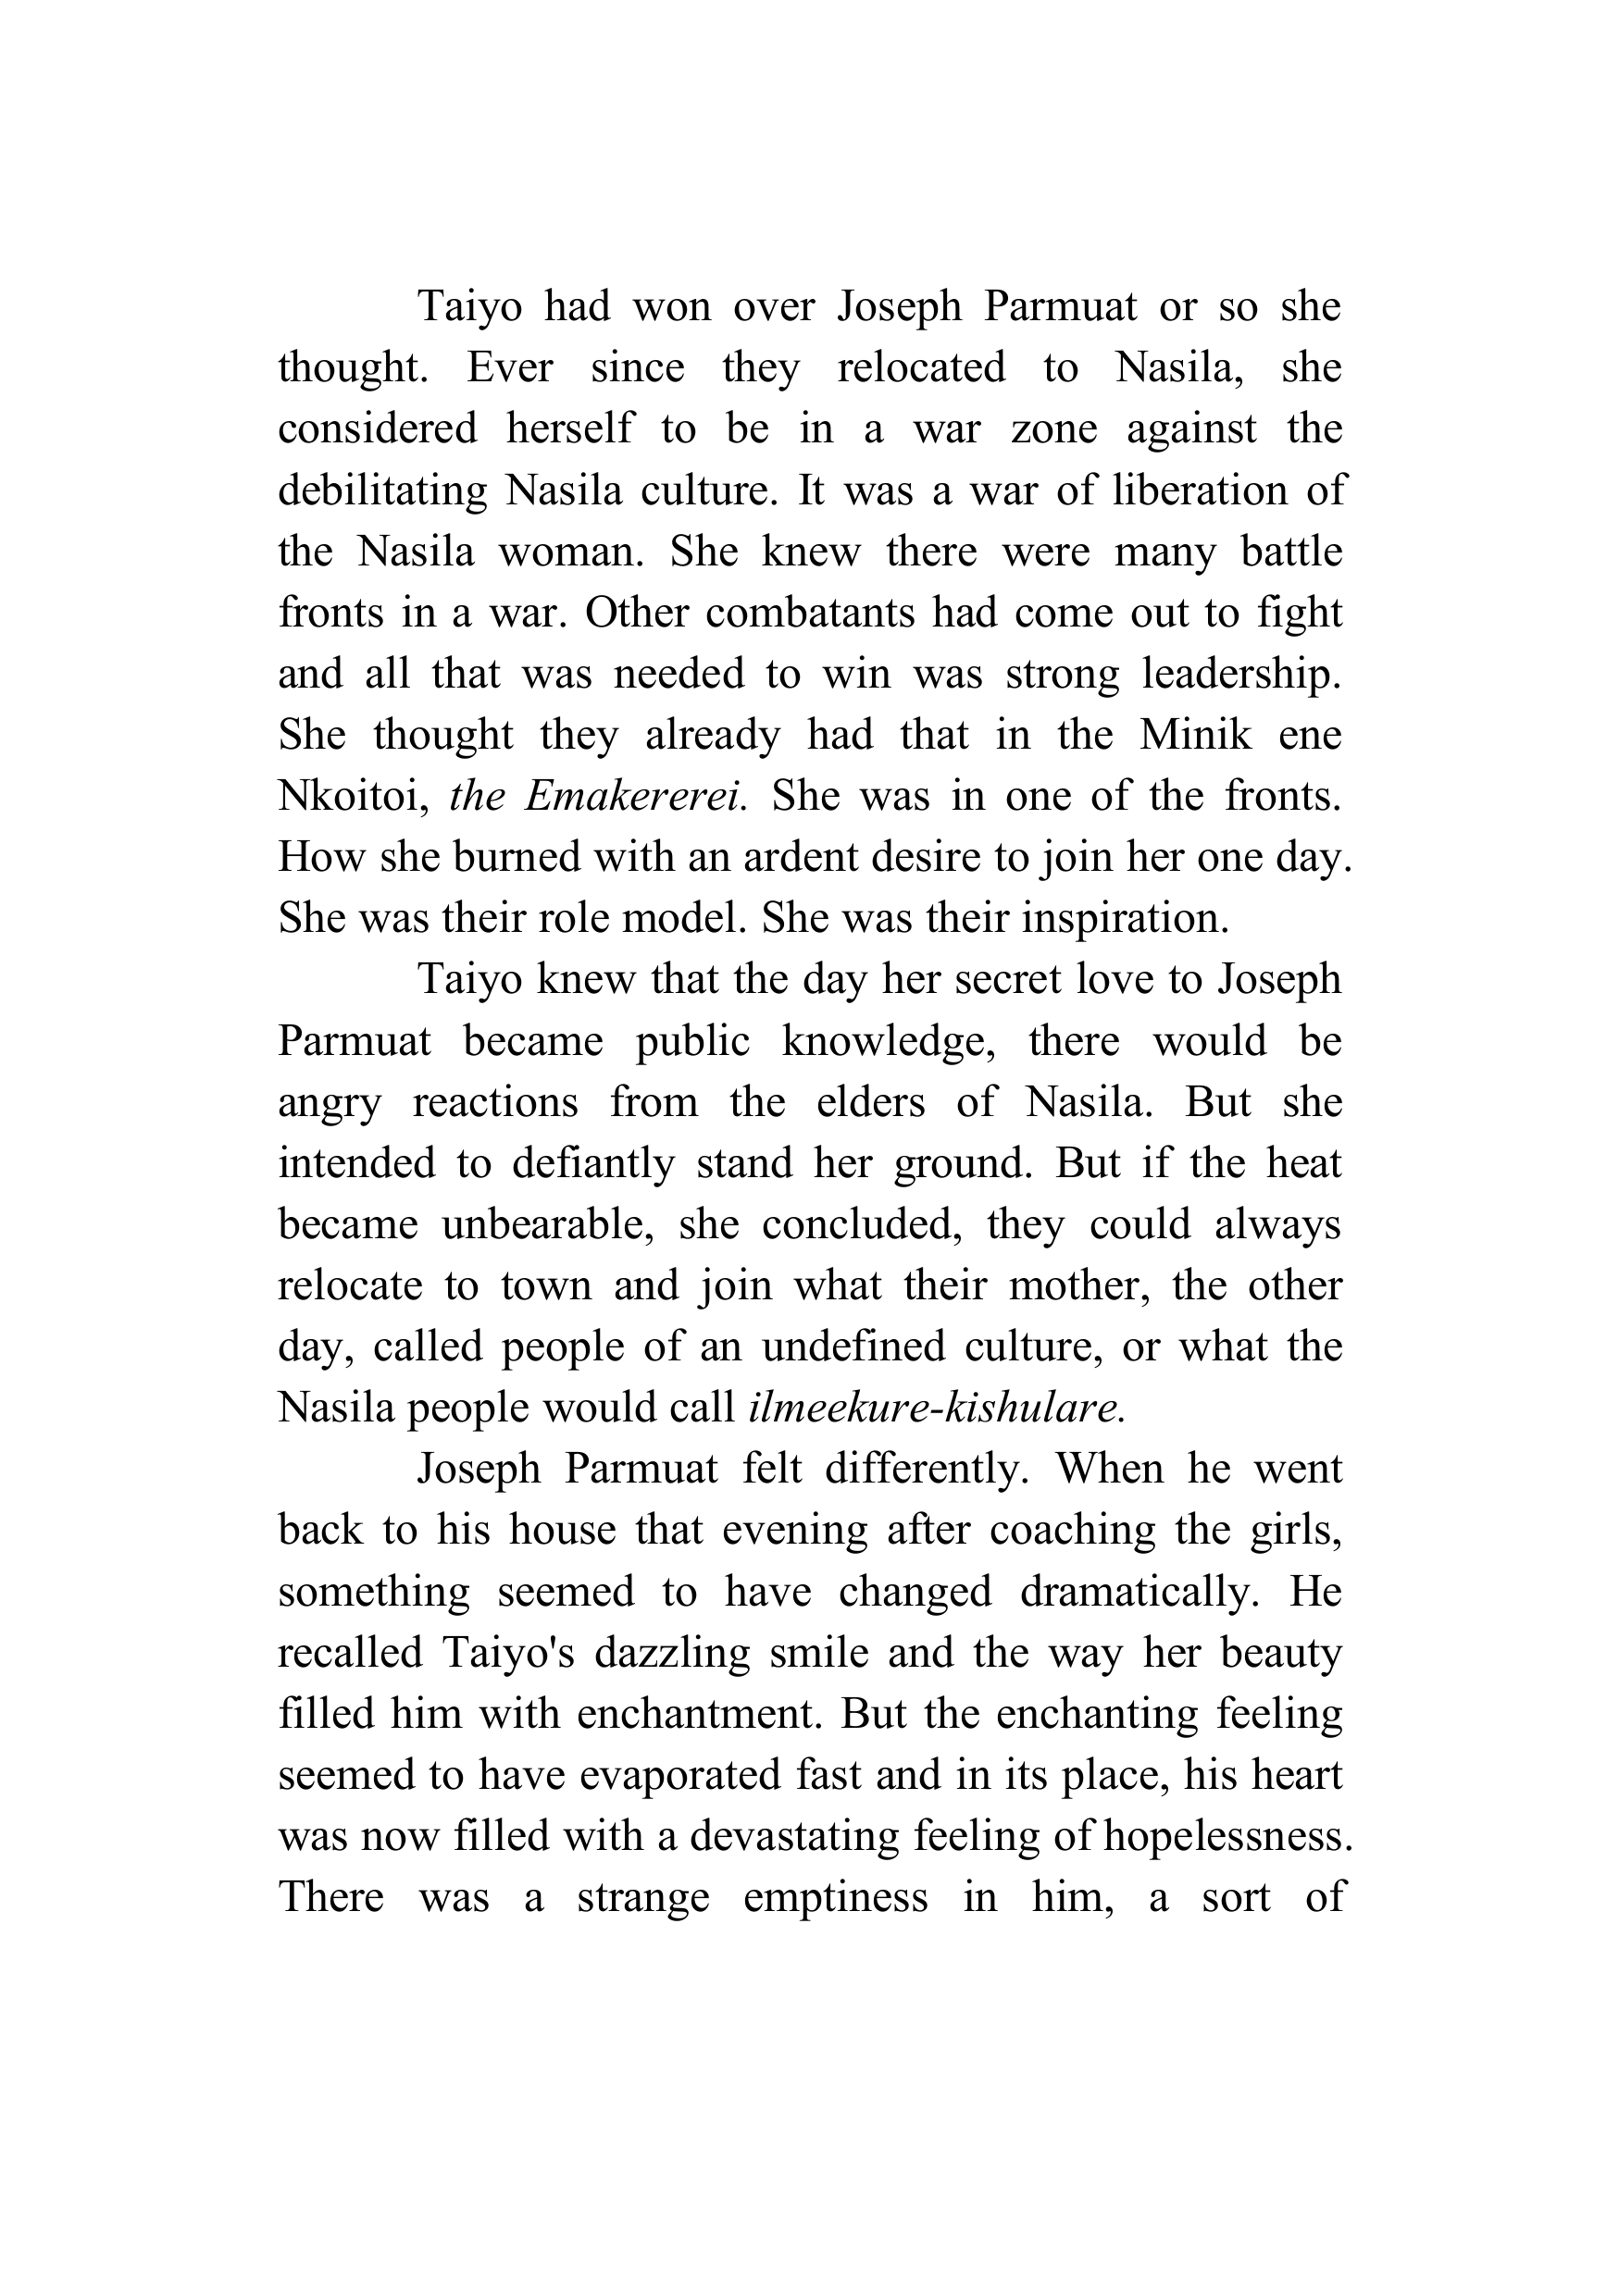 Taiyo had won over Joseph Parmuat or so she
thought. Ever since they relocated to Nasila, she
considered herself to be in a war zone against the
debilitating Nasila culture. It was a war of liberation of
the Nasila woman. She knew there were many battle
fronts in a war. Other combatants had come out to fight
and all that was needed to win was strong leadership.
She thought they already had that in the Minik ene
Nkoitoi, the Emakererei. She was in one of the fronts.
How she burned with an ardent desire to join her one day.
She was their role model. She was their inspiration.
Taiyo knew that the day her secret love to Joseph
Parmuat became public knowledge, there would be
angry reactions from the elders of Nasila. But she
intended to defiantly stand her ground. But if the heat
became unbearable, she concluded, they could always
relocate to town and join what their mother, the other
day, called people of an undefined culture, or what the
Nasila people would call ilmeekure-kishulare.
Joseph Parmuat felt differently. When he went
back to his house that evening after coaching the girls,
something seemed to have changed dramatically. He
recalled Taiyo's dazzling smile and the way her beauty
filled him with enchantment. But the enchanting feeling
seemed to have evaporated fast and in its place, his heart
was now filled with a devastating feeling of hopelessness.
There was a strange emptiness in him, a sort of